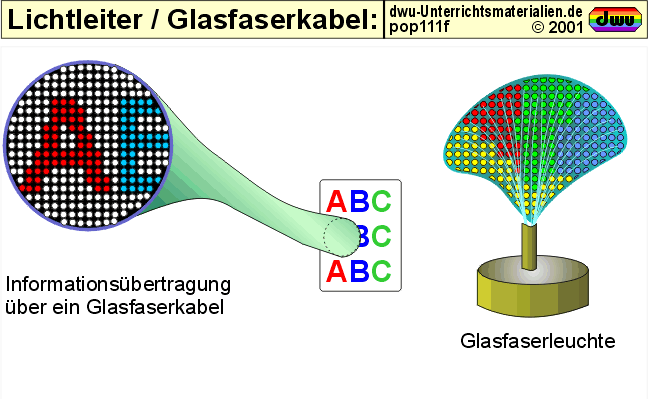 Lichtleiter / Glasfaserkabel:
dwu-Unterrichtsmaterialien.de
pop111f © 2001
dwu
A B
ABC
BC
ABC
Informationsübertragung
über ein Glasfaserkabel
Glasfaserleuchte